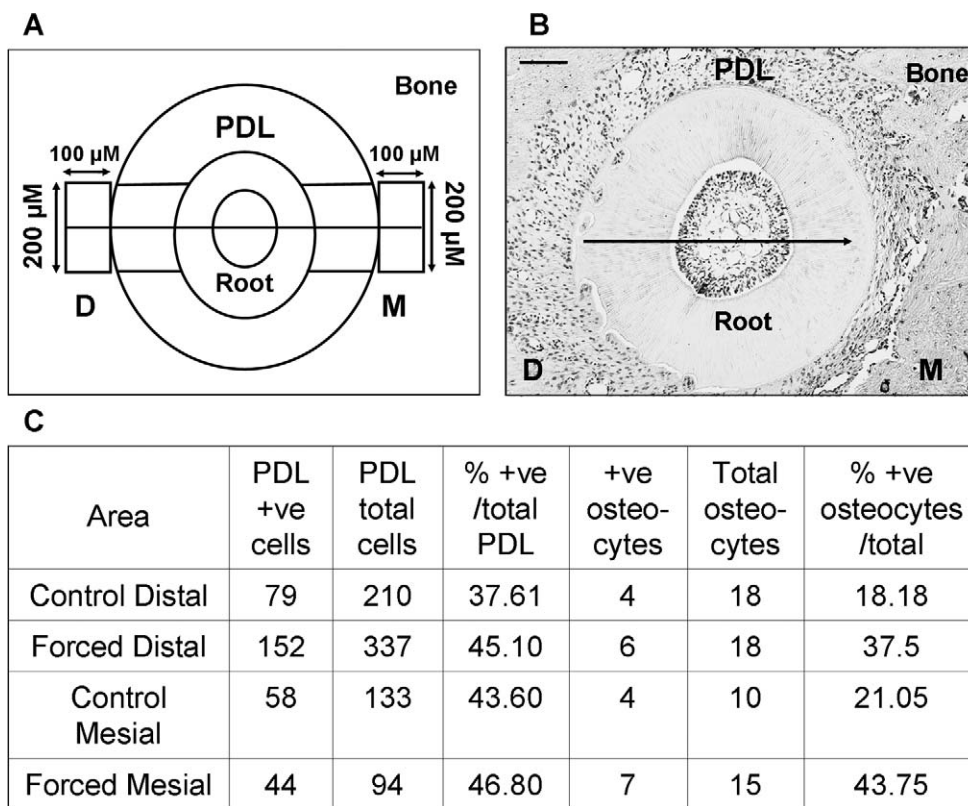 A
B
Bone
PDL
100 µM
100 µM
200 µM
200 µM
Root
D
M
PDL
Bone
Root
D
M
C
Area
PDL
+ve
cells
PDL
total
cells
% +ve
/total
PDL
+ve
osteo-
cytes
Total
osteo-
cytes
% +ve
osteocytes
/total
Control Distal 79 210 37.61 4 18 18.18
Forced Distal 152 337 45.10 6 18 37.5
Control
Mesial 58 133 43.60 4 10 21.05
Forced Mesial 44 94 46.80 7 15 43.75